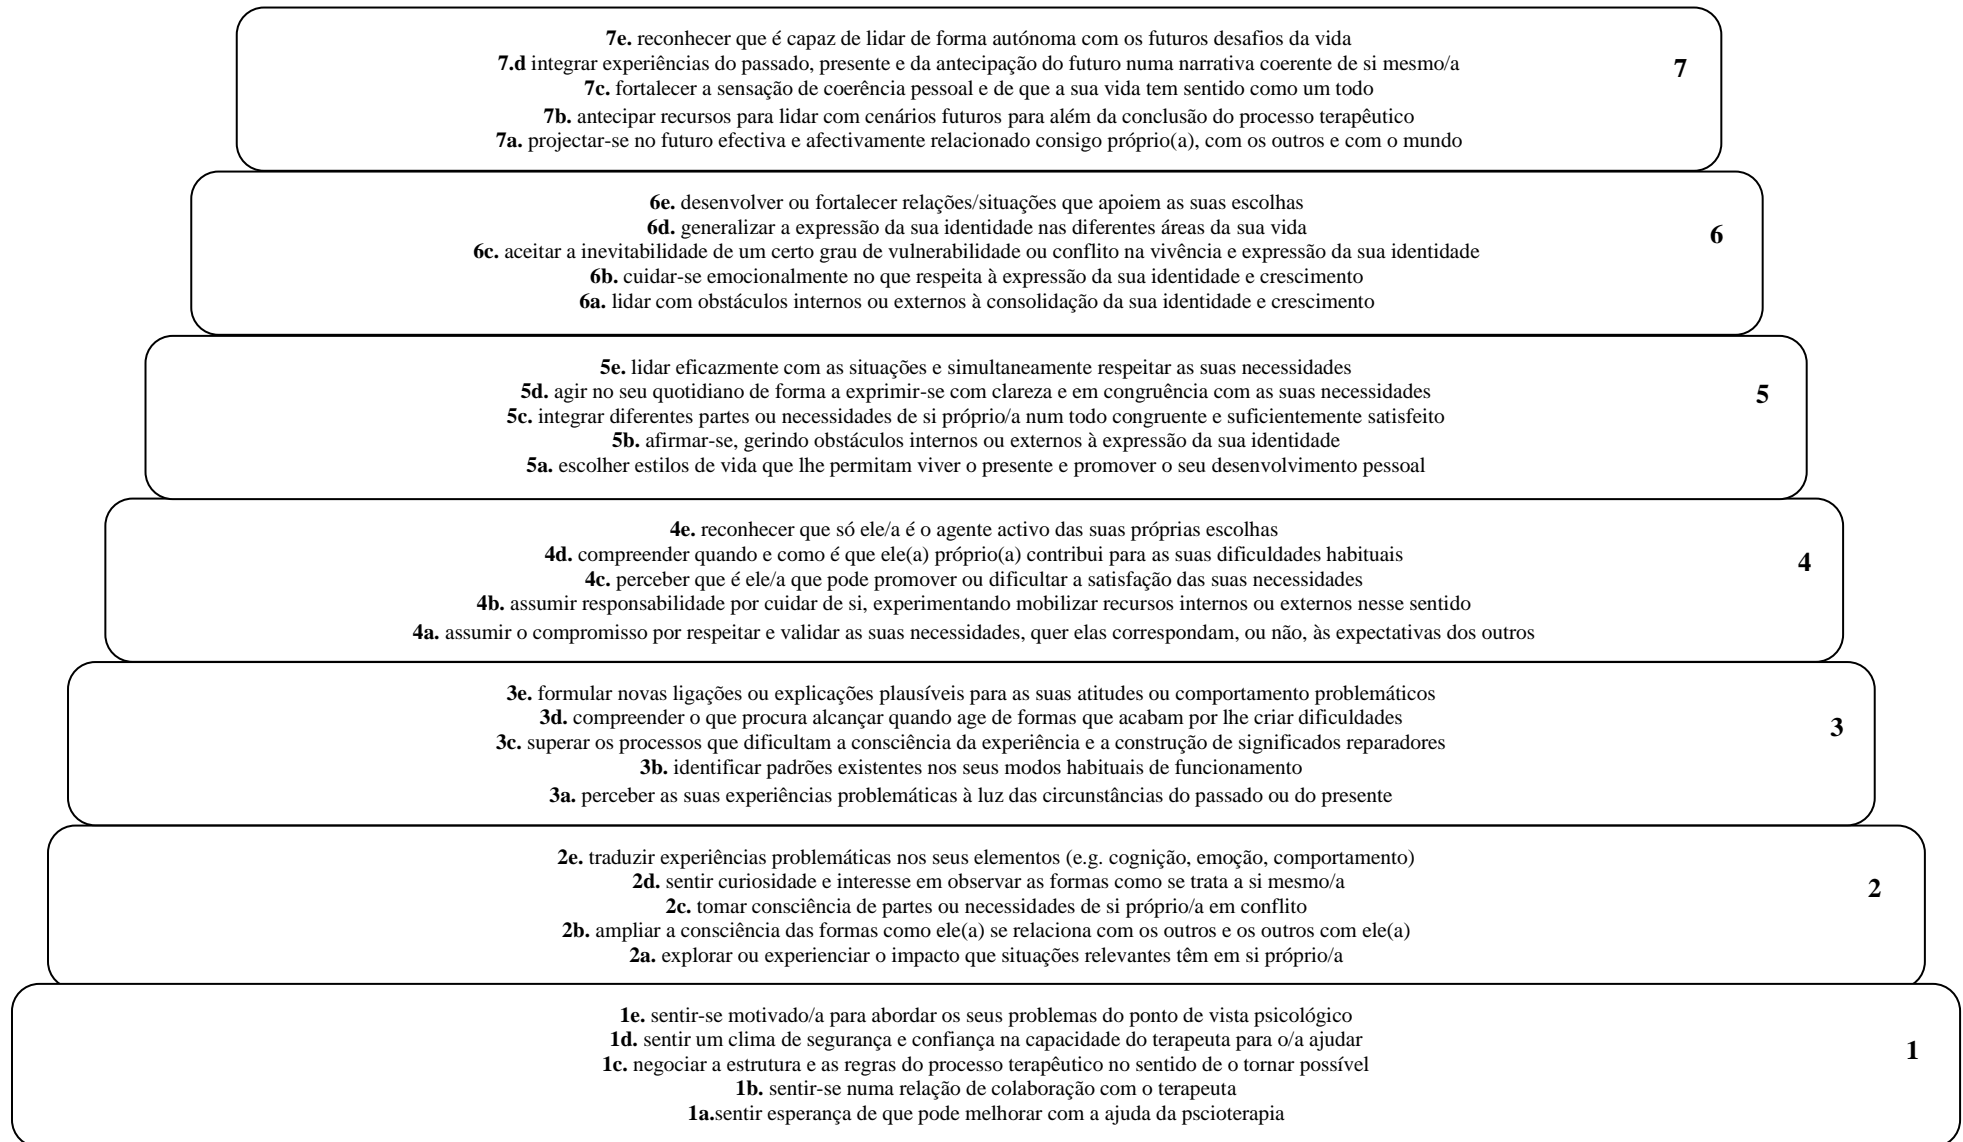 7e. reconhecer que é capaz de lidar de forma autónoma com os futuros desafios da vida
7.d integrar experiências do passado, presente e da antecipação do futuro numa narrativa coerente de si mesmo/a
7
7c. fortalecer a sensação de coerência pessoal e de que a sua vida tem sentido como um todo
7b. antecipar recursos para lidar com cenários futuros para além da conclusão do processo terapêutico
7a. projectar-se no futuro efectiva e afectivamente relacionado consigo próprio(a), com os outros e com o mundo
6e. desenvolver ou fortalecer relações/situações que apoiem as suas escolhas
6d. generalizar a expressão da sua identidade nas diferentes áreas da sua vida
6
6c. aceitar a inevitabilidade de um certo grau de vulnerabilidade ou conflito na vivência e expressão da sua identidade
6b. cuidar-se emocionalmente no que respeita à expressão da sua identidade e crescimento
6a. lidar com obstáculos internos ou externos à consolidação da sua identidade e crescimento
5e. lidar eficazmente com as situações e simultaneamente respeitar as suas necessidades
5d. agir no seu quotidiano de forma a exprimir-se com clareza e em congruência com as suas necessidades
5
5c. integrar diferentes partes ou necessidades de si próprio/a num todo congruente e suficientemente satisfeito
5b. afirmar-se, gerindo obstáculos internos ou externos à expressão da sua identidade
5a. escolher estilos de vida que lhe permitam viver o presente e promover o seu desenvolvimento pessoal
4e. reconhecer que só ele/a é o agente activo das suas próprias escolhas
4d. compreender quando e como é que ele(a) próprio(a) contribui para as suas dificuldades habituais
4
4c. perceber que é ele/a que pode promover ou dificultar a satisfação das suas necessidades
4b. assumir responsabilidade por cuidar de si, experimentando mobilizar recursos internos ou externos nesse sentido
4a. assumir o compromisso por respeitar e validar as suas necessidades, quer elas correspondam, ou não, às expectativas dos outros
3e. formular novas ligações ou explicações plausíveis para as suas atitudes ou comportamento problemáticos
3d. compreender o que procura alcançar quando age de formas que acabam por lhe criar dificuldades
3
3c. superar os processos que dificultam a consciência da experiência e a construção de significados reparadores
3b. identificar padrões existentes nos seus modos habituais de funcionamento
3a. perceber as suas experiências problemáticas à luz das circunstâncias do passado ou do presente
2e. traduzir experiências problemáticas nos seus elementos (e.g. cognição, emoção, comportamento)
2d. sentir curiosidade e interesse em observar as formas como se trata a si mesmo/a
2
2c. tomar consciência de partes ou necessidades de si próprio/a em conflito
2b. ampliar a consciência das formas como ele(a) se relaciona com os outros e os outros com ele(a)
2a. explorar ou experienciar o impacto que situações relevantes têm em si próprio/a
1e. sentir-se motivado/a para abordar os seus problemas do ponto de vista psicológico
1d. sentir um clima de segurança e confiança na capacidade do terapeuta para o/a ajudar
1
1c. negociar a estrutura e as regras do processo terapêutico no sentido de o tornar possível
1b. sentir-se numa relação de colaboração com o terapeuta
1a.sentir esperança de que pode melhorar com a ajuda da pscioterapia